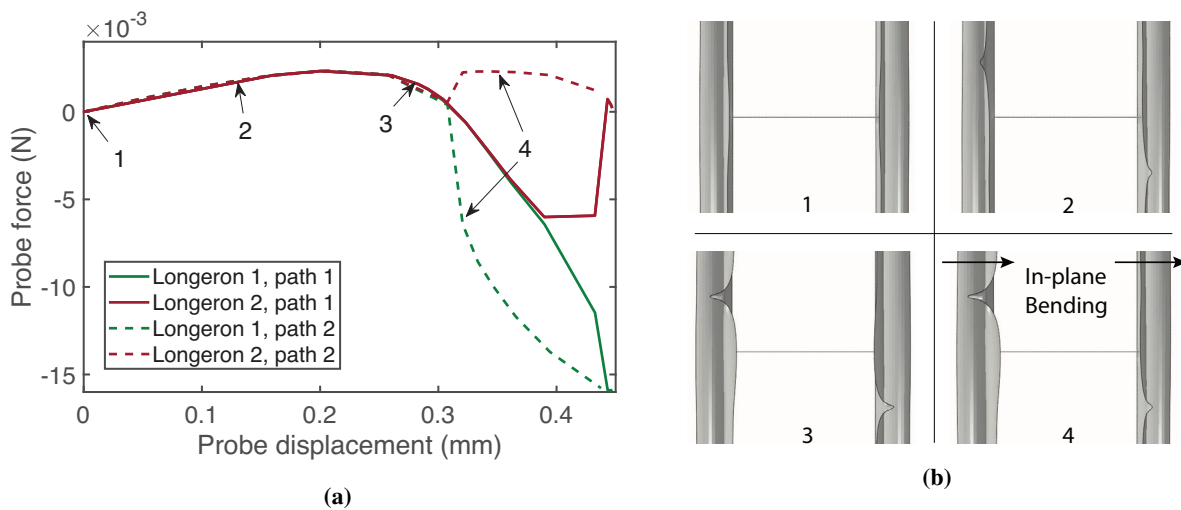 ×10⁻³
0
-5
-10
-15
Probe force (N)
1
2
3
4
Longeron 1, path 1
Longeron 2, path 1
Longeron 1, path 2
Longeron 2, path 2
0
0.1
0.2
0.3
0.4
Probe displacement (mm)
(a)
1
2
3
In-plane
Bending
4
(b)